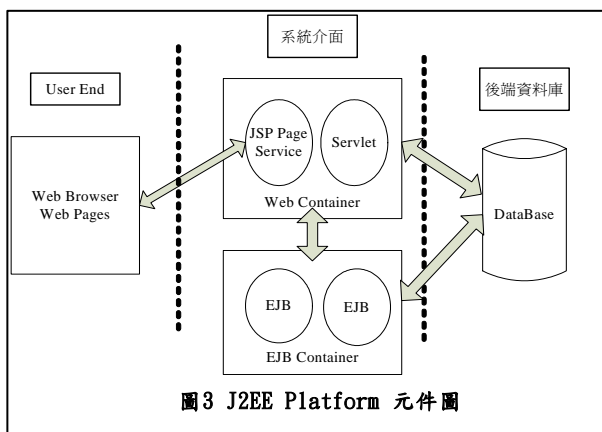 系統介面
User End
後端資料庫
JSP Page
Service
Servlet
Web Browser
Web Pages
Web Container
DataBase
EJB
EJB
EJB Container
圖3 J2EE Platform 元件圖